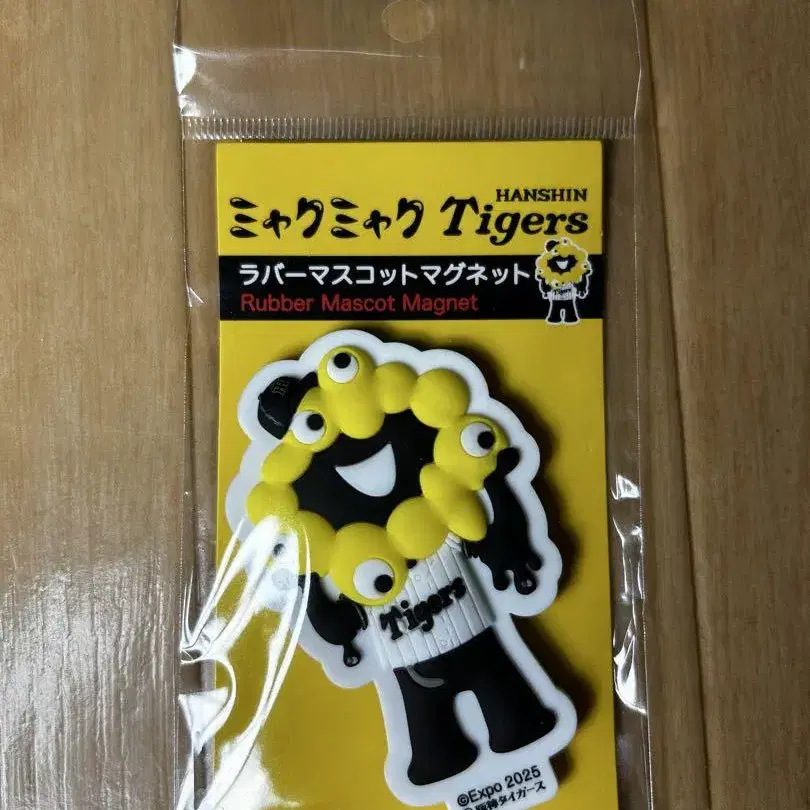 HANSHIN
ミャクミャク Tigers
ラバーマスコットマグネット
Rubber Mascot Magnet
Tigers
©Expo 2025
©阪神タイガース